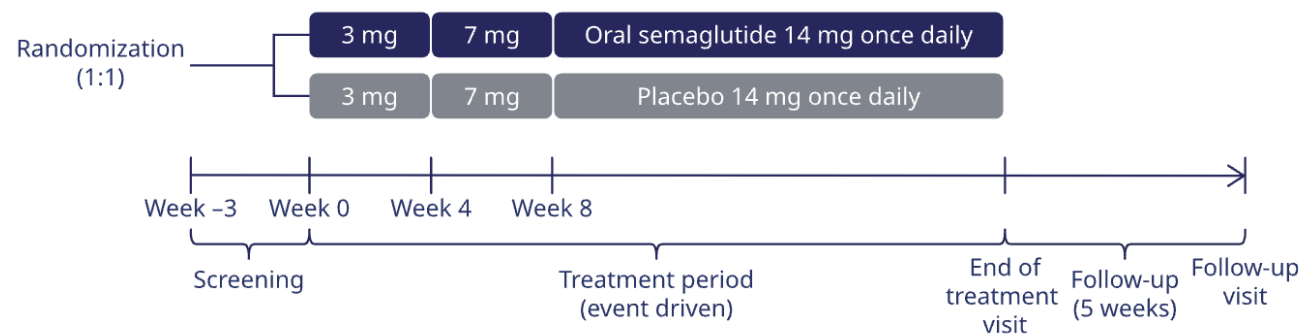 Randomization
(1:1)
3 mg
7 mg
Oral semaglutide 14 mg once daily
3 mg
7 mg
Placebo 14 mg once daily
Week –3
Week 0
Week 4
Week 8
Screening
Treatment period
(event driven)
End of
treatment
visit
Follow-up
(5 weeks)
Follow-up
visit